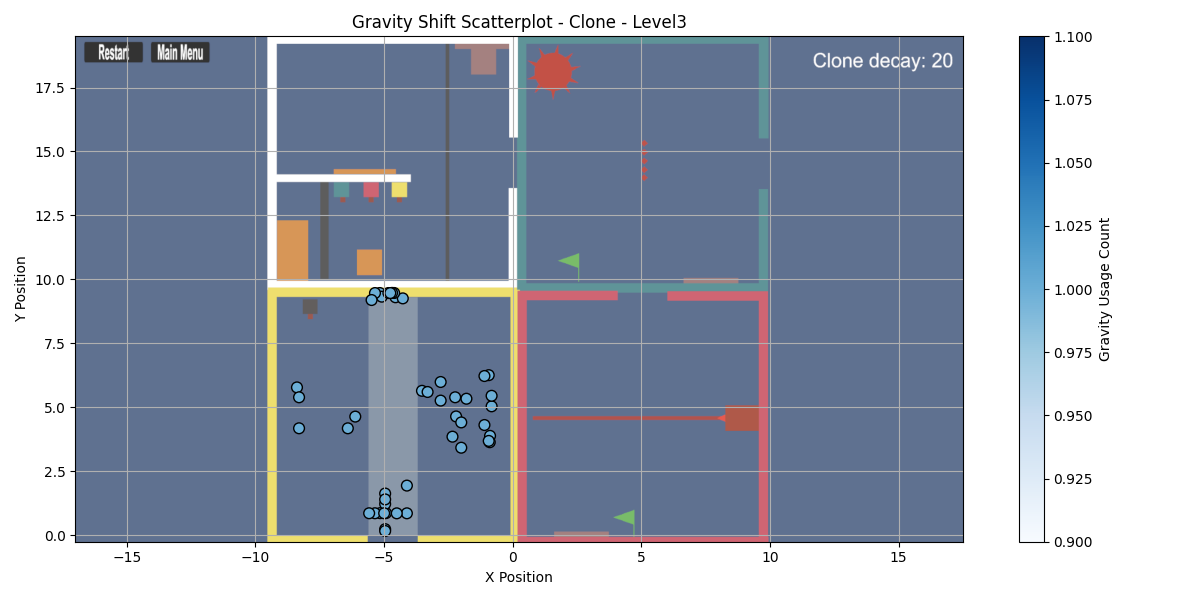 Gravity Shift Scatterplot - Clone - Level3
Restart Main Menu
Clone decay: 20
17.5
15.0
12.5
10.0
7.5
5.0
2.5
0.0
Y Position
−15 −10 −5 0 5 10 15
X Position
1.100
1.075
1.050
1.025
1.000
0.975
0.950
0.925
0.900
Gravity Usage Count